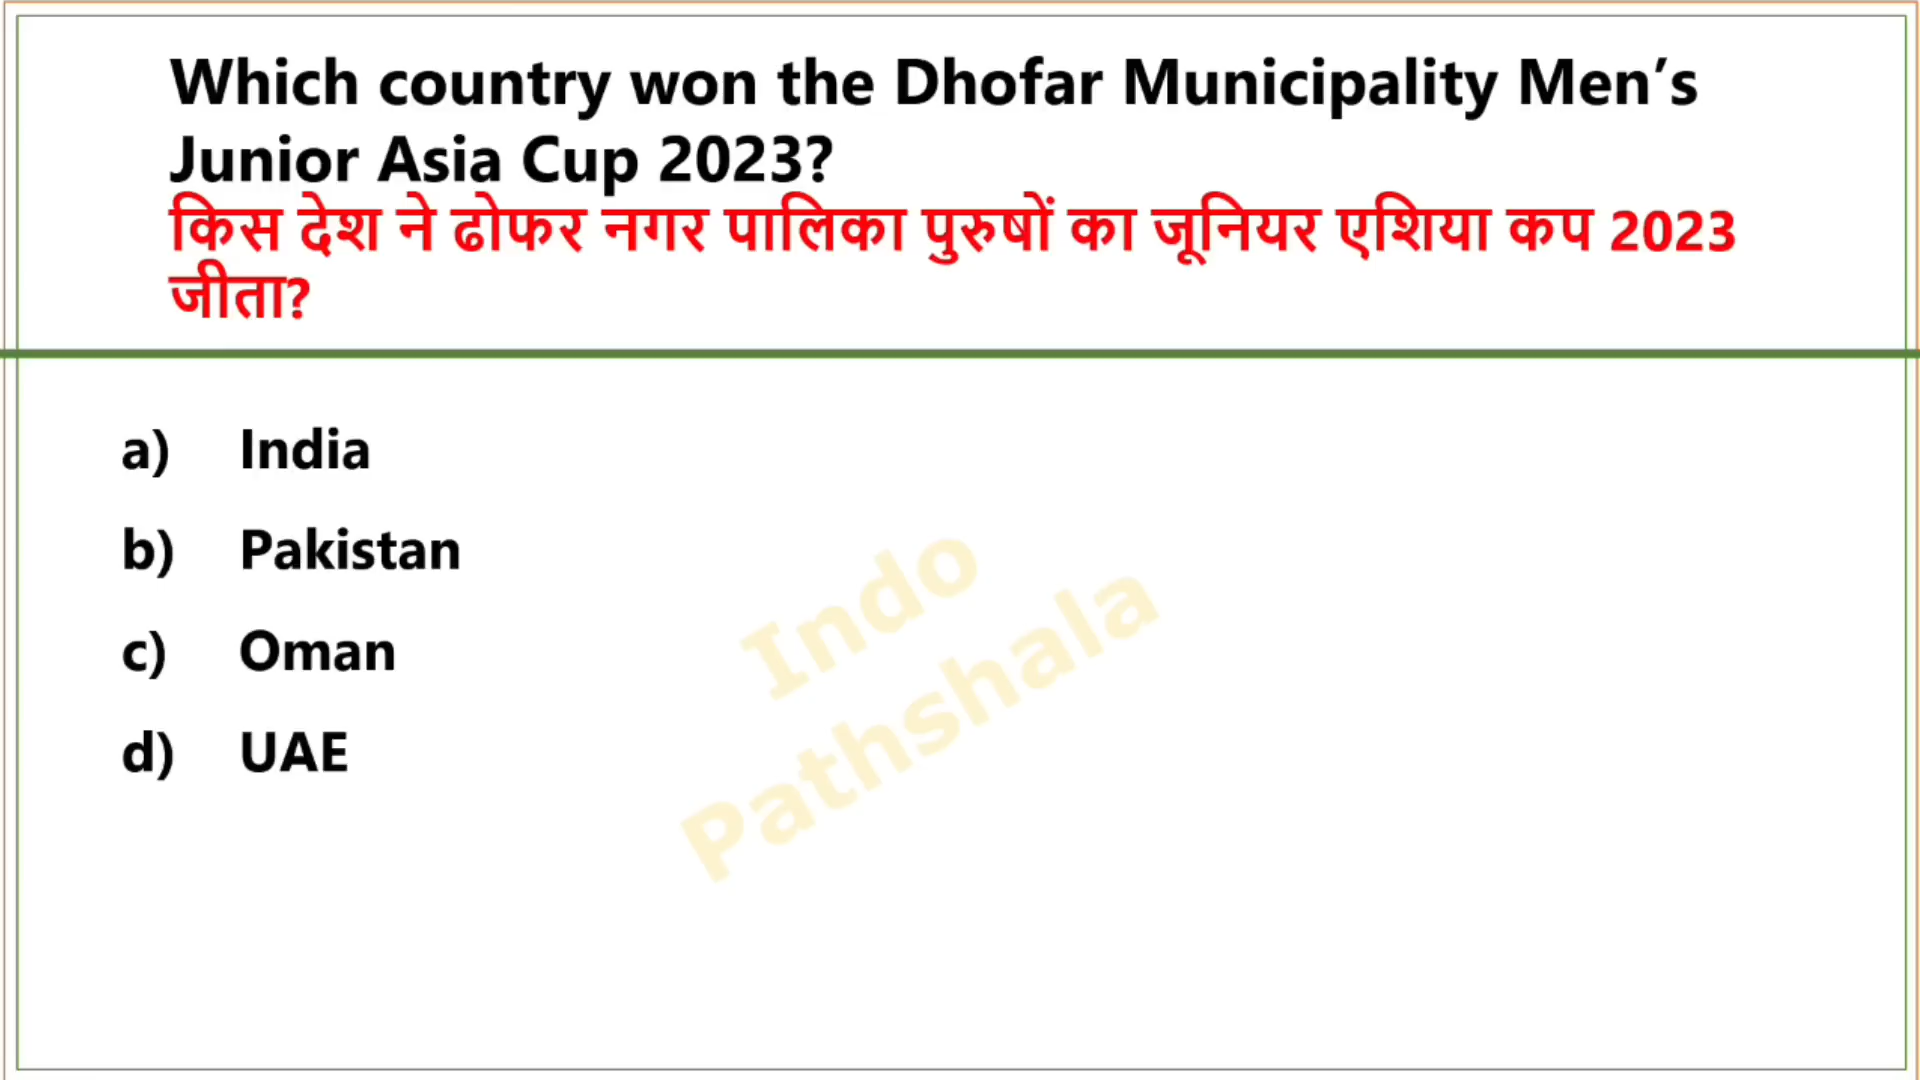 Which country won the Dhofar Municipality Men’s
Junior Asia Cup 2023?
किस देश ने ढोफर नगर पालिका पुरुषों का जूनियर एशिया कप 2023
जीता?
a) India
b) Pakistan
c) Oman
d) UAE
Indo
Pathshala